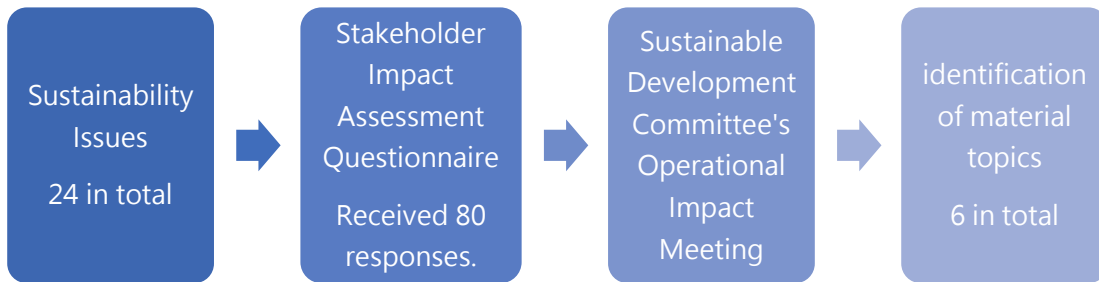 Sustainability
Issues
24 in total
Stakeholder
Impact
Assessment
Questionnaire
Received 80
responses.
Sustainable
Development
Committee's
Operational
Impact
Meeting
identification
of material
topics
6 in total